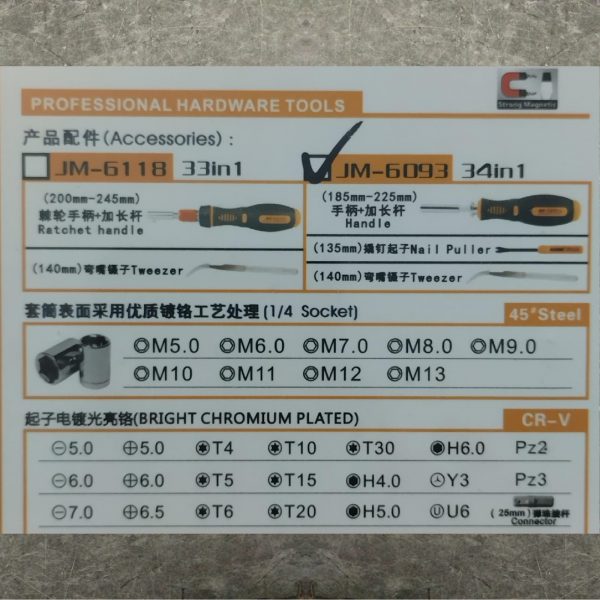 Strong Magnetic
PROFESSIONAL HARDWARE TOOLS
产品配件(Accessories):
JM-6118 33in1
JM-6093 34in1
(200mm-245mm)
棘轮手柄+加长杆
Ratchet handle
(140mm)弯嘴镊子Tweezer
(185mm-225mm)
手柄+加长杆
Handle
(135mm)撬钉起子Nail Puller
(140mm)弯嘴镊子Tweezer
套筒表面采用优质镀铬工艺处理(1/4 Socket)
45#Steel
M5.0 M6.0 M7.0 M8.0 M9.0
M10 M11 M12 M13
起子电镀光亮铬(BRIGHT CHROMIUM PLATED)
CR-V
⊖5.0 ⊕5.0 T4 T10 T30 H6.0 Pz2
⊖6.0 ⊕6.0 T5 T15 H4.0 Y3 Pz3
⊖7.0 ⊕6.5 T6 T20 H5.0 U6
(25mm)
Connector